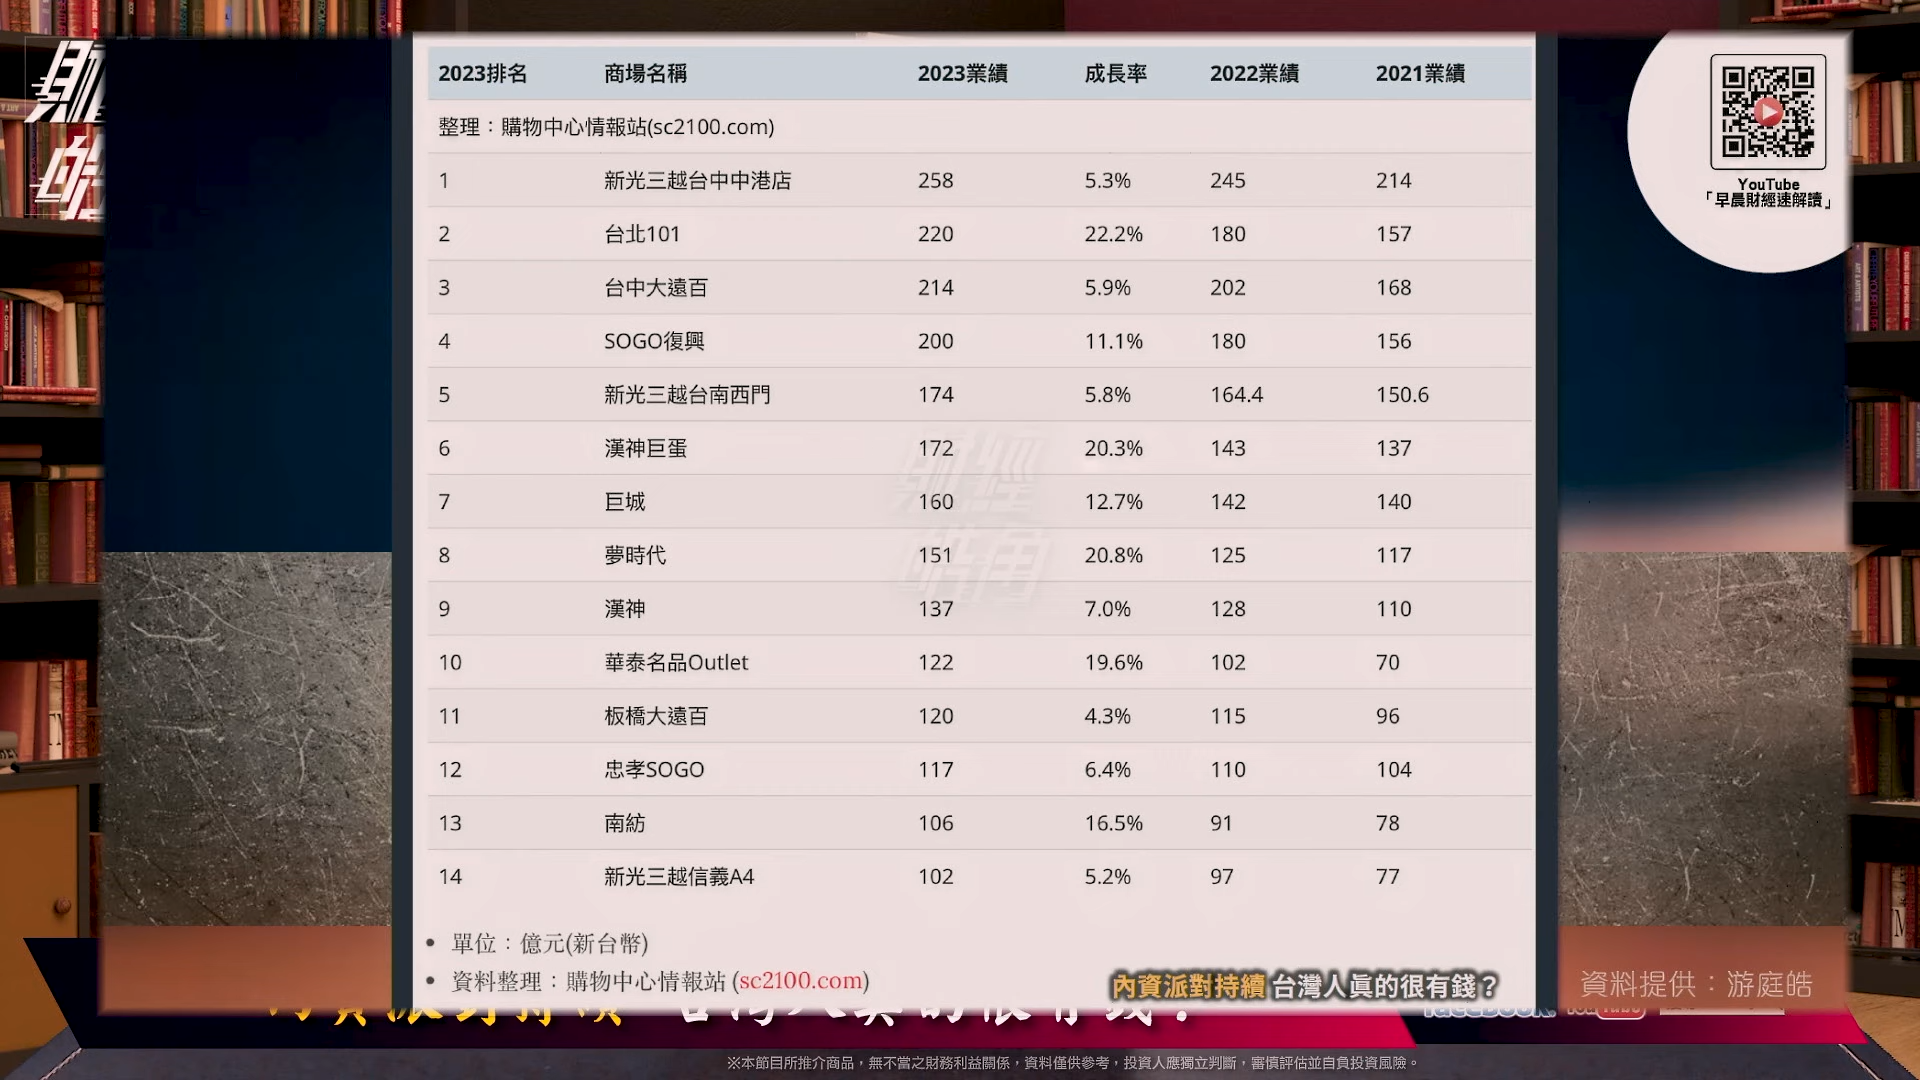 2023排名 商場名稱 2023業績 成長率 2022業績 2021業績
整理：購物中心情報站(sc2100.com)
1 新光三越台中中港店 258 5.3% 245 214
2 台北101 220 22.2% 180 157
3 台中大遠百 214 5.9% 202 168
4 SOGO復興 200 11.1% 180 156
5 新光三越台南西門 174 5.8% 164.4 150.6
6 漢神巨蛋 172 20.3% 143 137
7 巨城 160 12.7% 142 140
8 夢時代 151 20.8% 125 117
9 漢神 137 7.0% 128 110
10 華泰名品Outlet 122 19.6% 102 70
11 板橋大遠百 120 4.3% 115 96
12 忠孝SOGO 117 6.4% 110 104
13 南紡 106 16.5% 91 78
14 新光三越信義A4 102 5.2% 97 77
• 單位：億元(新台幣)
• 資料整理：購物中心情報站 (sc2100.com)
財經
皓角
YouTube
「早晨財經速解讀」
內資派對持續 台灣人真的很有錢？
資料提供：游庭皓
※本節目所推介商品，無不當之財務利益關係，資料僅供參考，投資人應獨立判斷，審慎評估並自負投資風險。